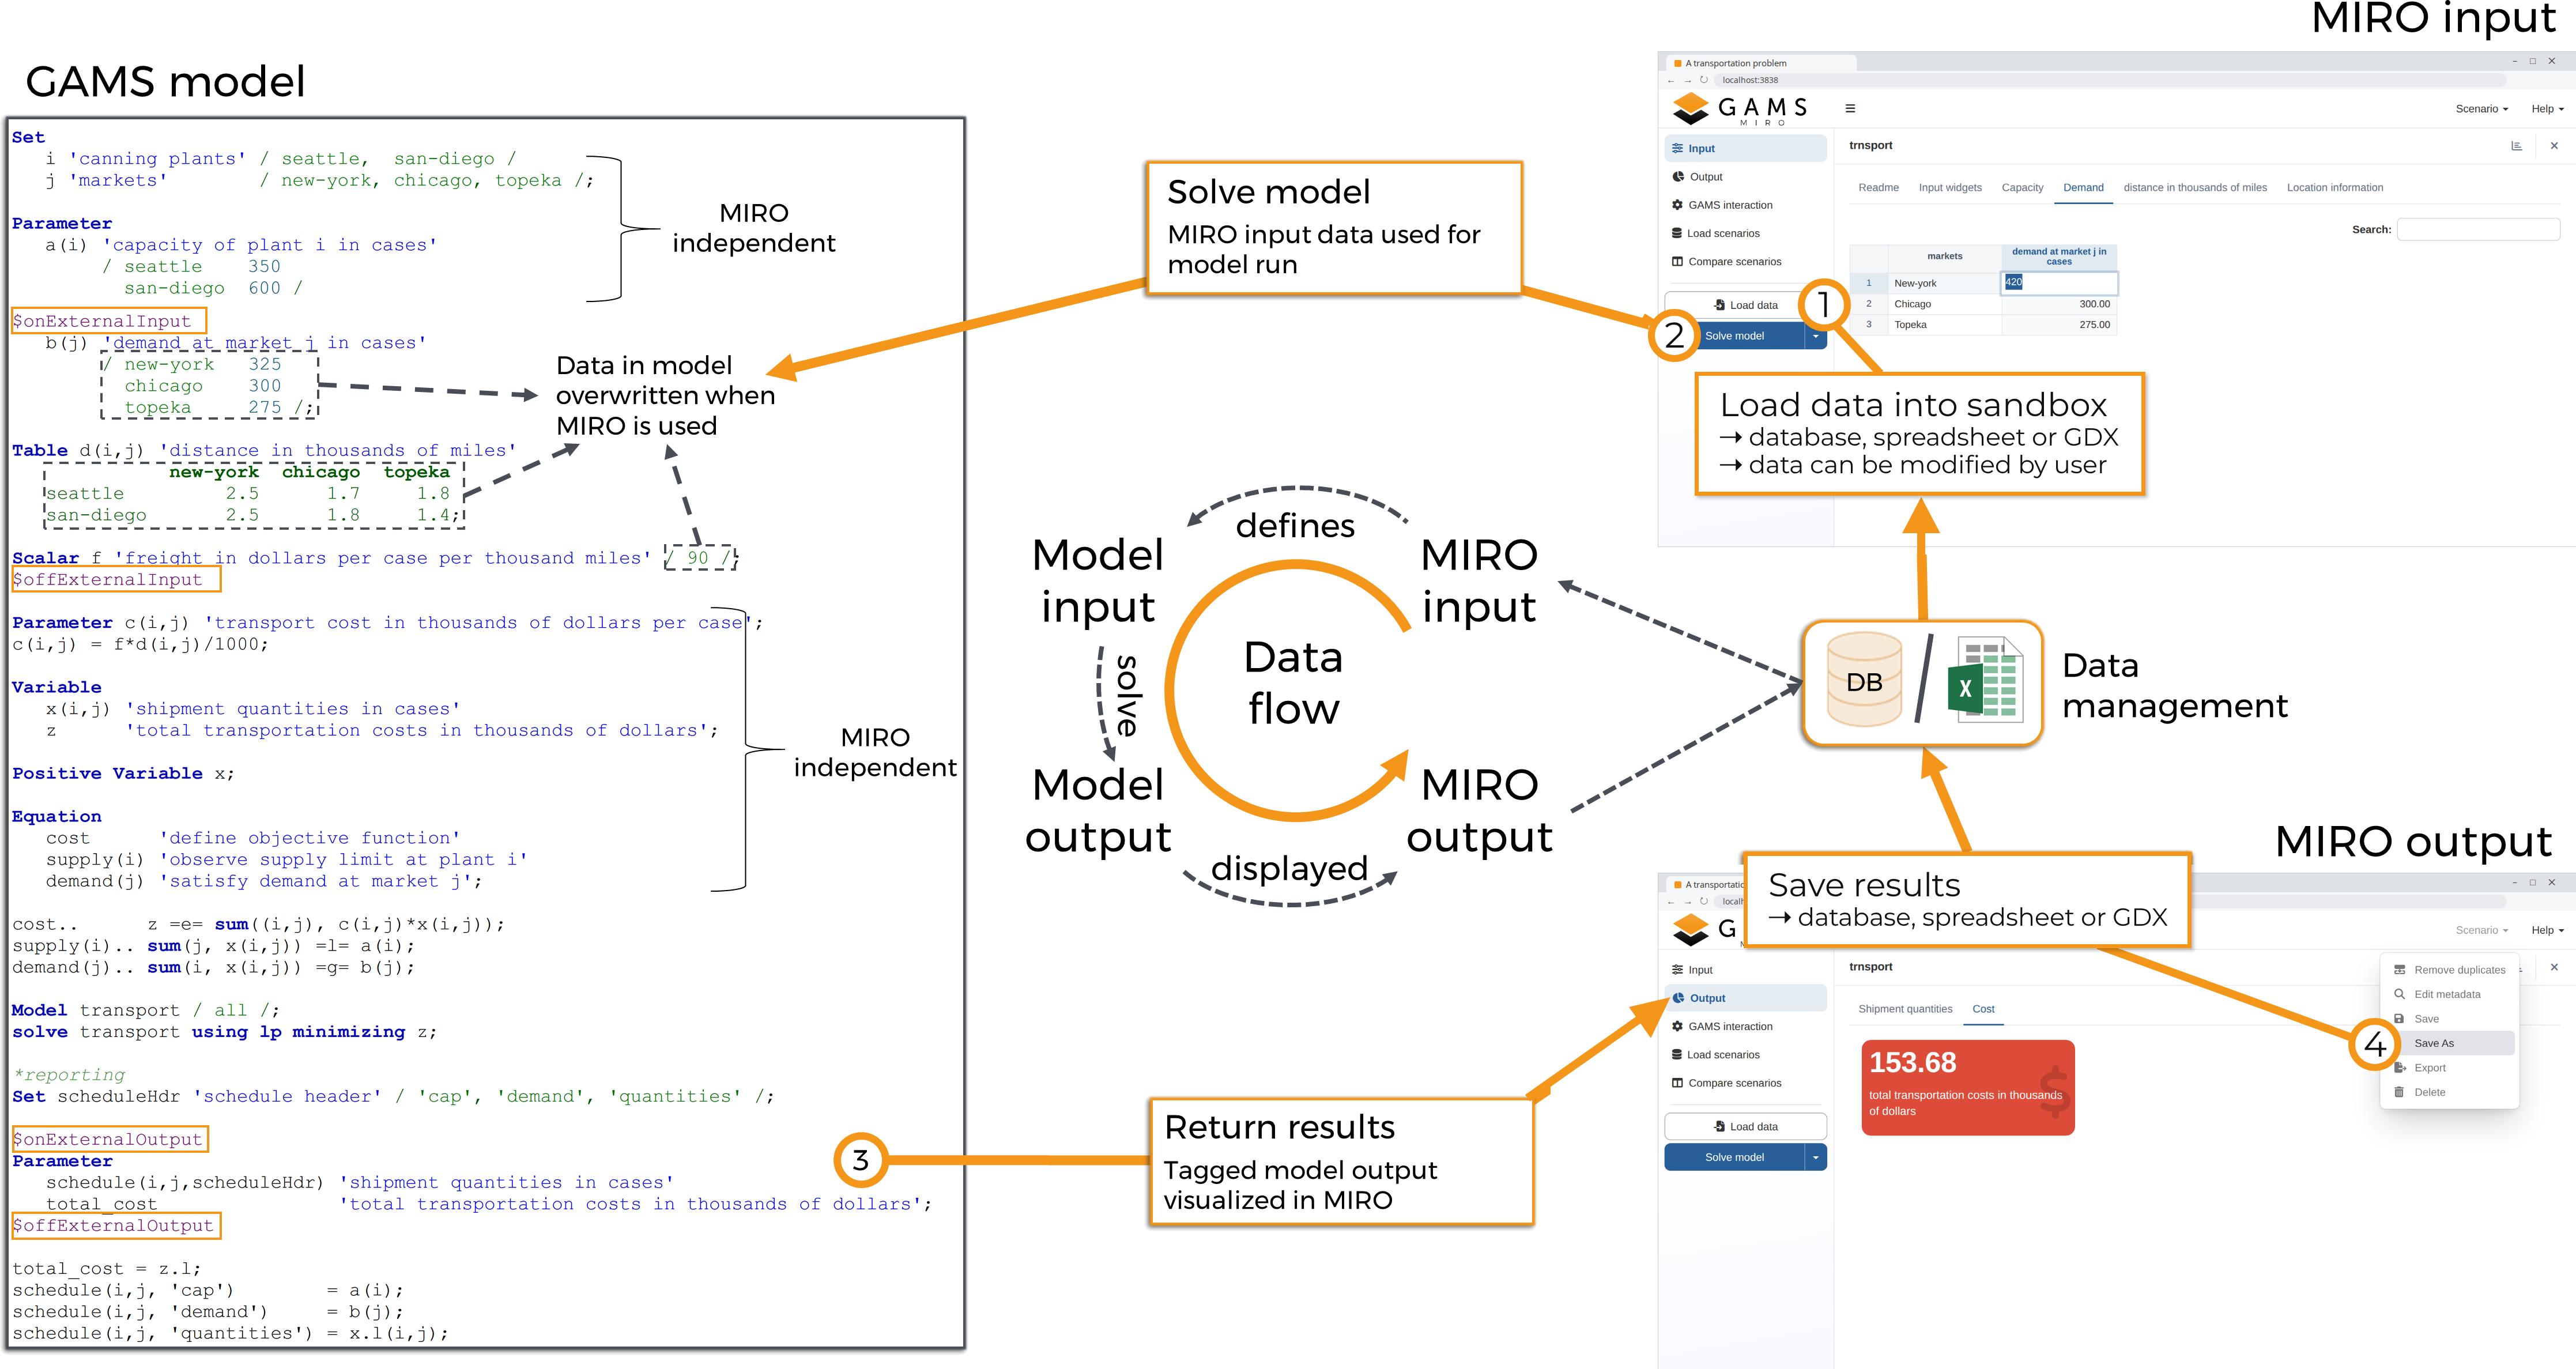 MIRO input
GAMS model
Set
i 'canning plants' / seattle, san-diego /
j 'markets' / new-york, chicago, topeka /;
Parameter
a(i) 'capacity of plant i in cases'
/ seattle 350
san-diego 600 /
$onExternalInput
b(j) 'demand at market j in cases'
/ new-york 325
chicago 300
topeka 275 /;
Table d(i,j) 'distance in thousands of miles'
new-york chicago topeka
seattle 2.5 1.7 1.8
san-diego 2.5 1.8 1.4;
Scalar f 'freight in dollars per case per thousand miles' / 90 /;
$offExternalInput
Parameter c(i,j) 'transport cost in thousands of dollars per case';
c(i,j) = f*d(i,j)/1000;
Variable
x(i,j) 'shipment quantities in cases'
z 'total transportation costs in thousands of dollars';
Positive Variable x;
Equation
cost 'define objective function'
supply(i) 'observe supply limit at plant i'
demand(j) 'satisfy demand at market j';
cost.. z =e= sum((i,j), c(i,j)*x(i,j));
supply(i).. sum(j, x(i,j)) =l= a(i);
demand(j).. sum(i, x(i,j)) =g= b(j);
Model transport / all /;
solve transport using lp minimizing z;
*reporting
Set scheduleHdr 'schedule header' / 'cap', 'demand', 'quantities' /;
$onExternalOutput
Parameter
schedule(i,j,scheduleHdr) 'shipment quantities in cases'
total_cost 'total transportation costs in thousands of dollars';
$offExternalOutput
total_cost = z.l;
schedule(i,j, 'cap') = a(i);
schedule(i,j, 'demand') = b(j);
schedule(i,j, 'quantities') = x.l(i,j);
MIRO
independent
Data in model
overwritten when
MIRO is used
MIRO
independent
3
Solve model
MIRO input data used for
model run
defines
Model
input
MIRO
input
solve
Data
flow
Model
output
MIRO
output
displayed
Return results
Tagged model output
visualized in MIRO
A transportation problem
localhost:3838
GAMS
MIRO
Scenario
Help
Input
Output
GAMS interaction
Load scenarios
Compare scenarios
Load data
Solve model
1
2
trnsport
Readme Input widgets Capacity Demand distance in thousands of miles Location information
Search:
markets
demand at market j in
cases
1 New-york 420
2 Chicago 300.00
3 Topeka 275.00
Load data into sandbox
→ database, spreadsheet or GDX
→ data can be modified by user
DB
X
Data
management
MIRO output
Save results
→ database, spreadsheet or GDX
A transportatio
local
G
Scenario
Help
Input
Output
GAMS interaction
Load scenarios
Compare scenarios
Load data
Solve model
trnsport
Shipment quantities Cost
153.68
total transportation costs in thousands
of dollars
$
Remove duplicates
Edit metadata
Save
Save As
Export
Delete
4